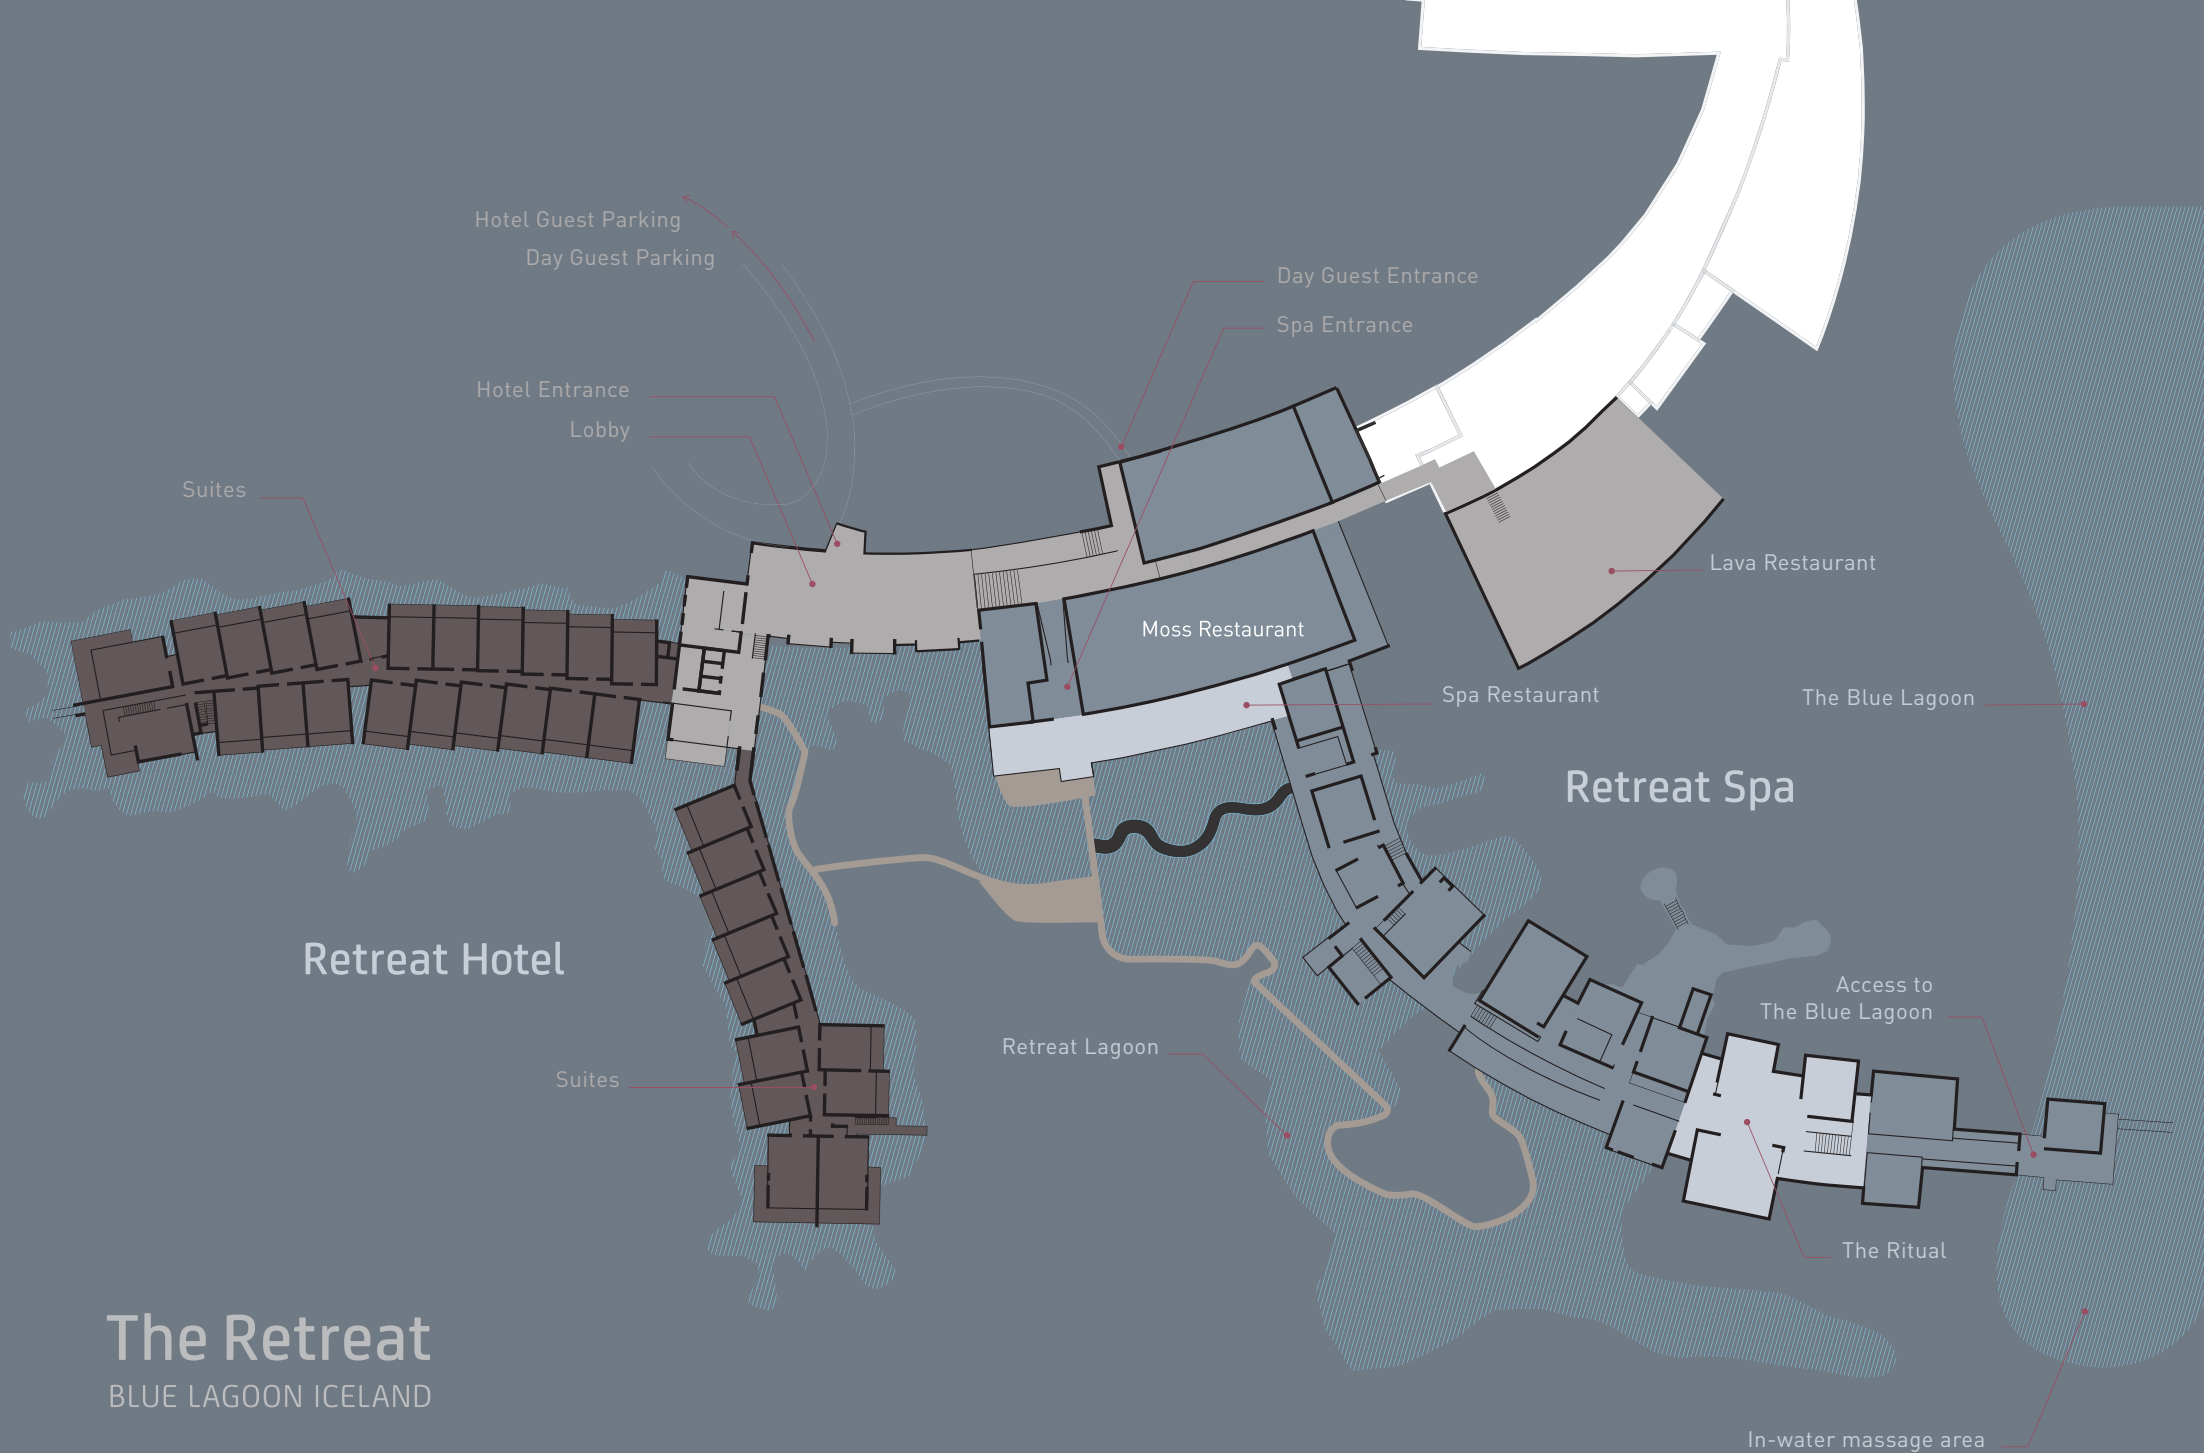 Hotel Guest Parking
Day Guest Parking
Day Guest Entrance
Spa Entrance
Hotel Entrance
Lobby
Suites
Lava Restaurant
Moss Restaurant
Spa Restaurant
The Blue Lagoon
Retreat Spa
Retreat Hotel
Access to
The Blue Lagoon
Retreat Lagoon
Suites
The Ritual
The Retreat
BLUE LAGOON ICELAND
In-water massage area